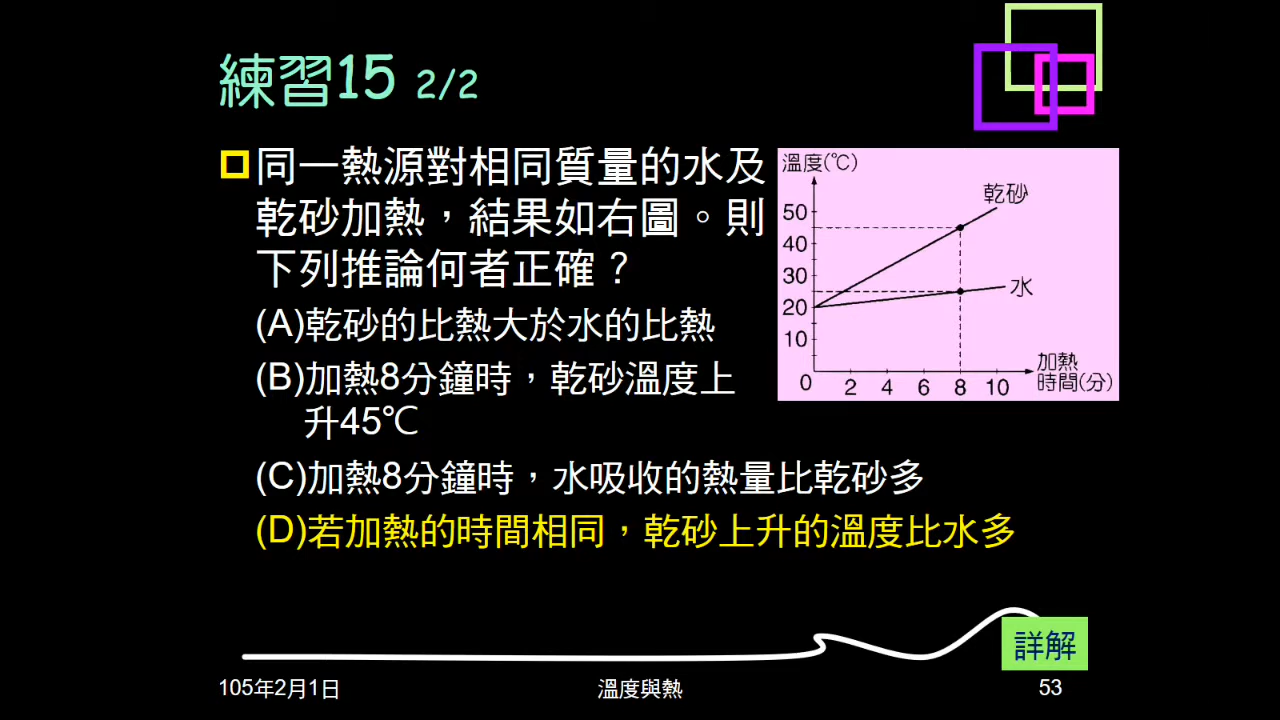 練習15 2/2
同一熱源對相同質量的水及
乾砂加熱，結果如右圖。則
下列推論何者正確？
(A)乾砂的比熱大於水的比熱
(B)加熱8分鐘時，乾砂溫度上
升45℃
(C)加熱8分鐘時，水吸收的熱量比乾砂多
(D)若加熱的時間相同，乾砂上升的溫度比水多
溫度(℃)
乾砂
50
40
30
水
20
10
加熱
時間(分)
0 2 4 6 8 10
詳解
105年2月1日 溫度與熱 53